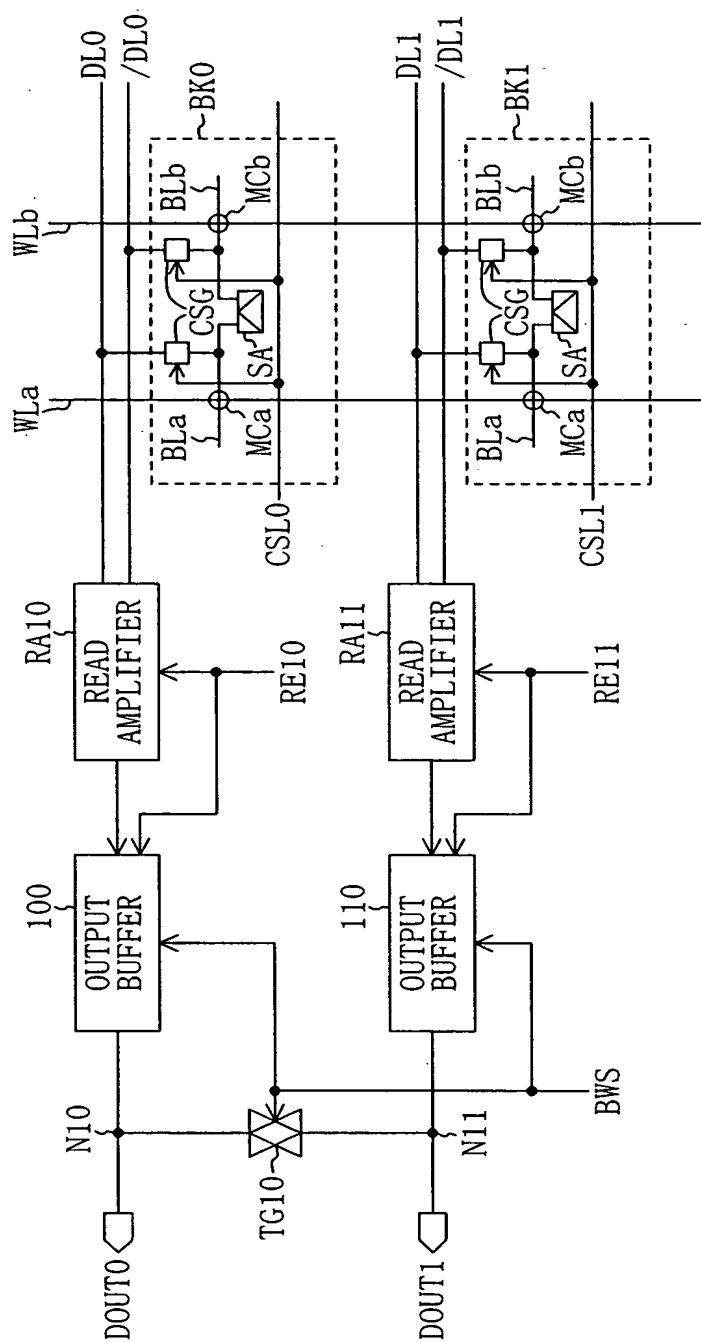 WLa
WLb
DL0
/DL0
BK0
BLa
BLb
CSG
SA
MCa
MCb
CSL0
RA10
READ
AMPLIFIER
RE10
100
OUTPUT
BUFFER
N10
DOUT0
TG10
DL1
/DL1
BK1
BLa
BLb
CSG
SA
MCa
MCb
CSL1
RA11
READ
AMPLIFIER
RE11
110
OUTPUT
BUFFER
BWS
N11
DOUT1